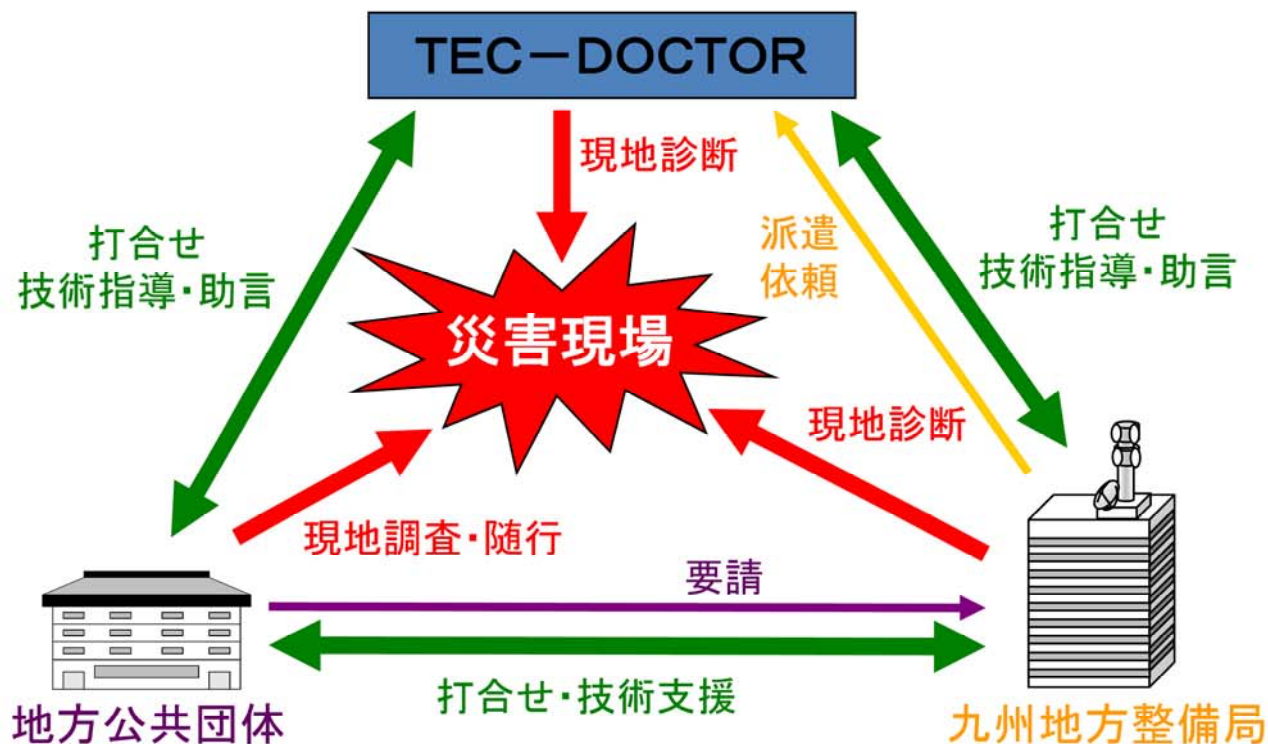 TEC－DOCTOR
現地診断
打合せ
技術指導・助言
派遣
依頼
打合せ
技術指導・助言
災害現場
現地診断
現地調査・随行
要請
打合せ・技術支援
地方公共団体
九州地方整備局